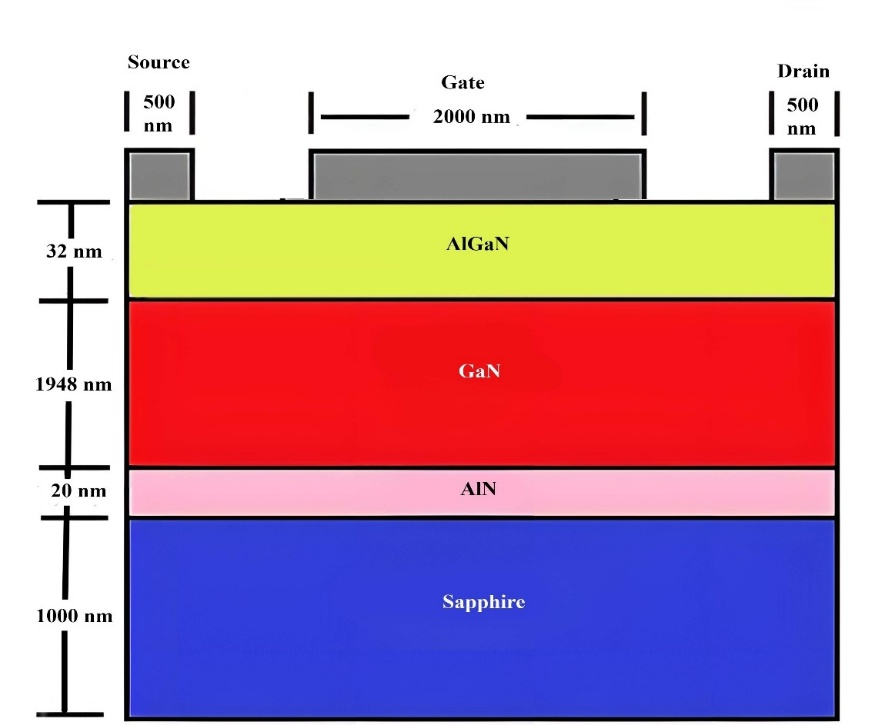 Source
Gate
Drain
500
nm
2000 nm
500
nm
AlGaN
32 nm
GaN
1948 nm
AlN
20 nm
Sapphire
1000 nm